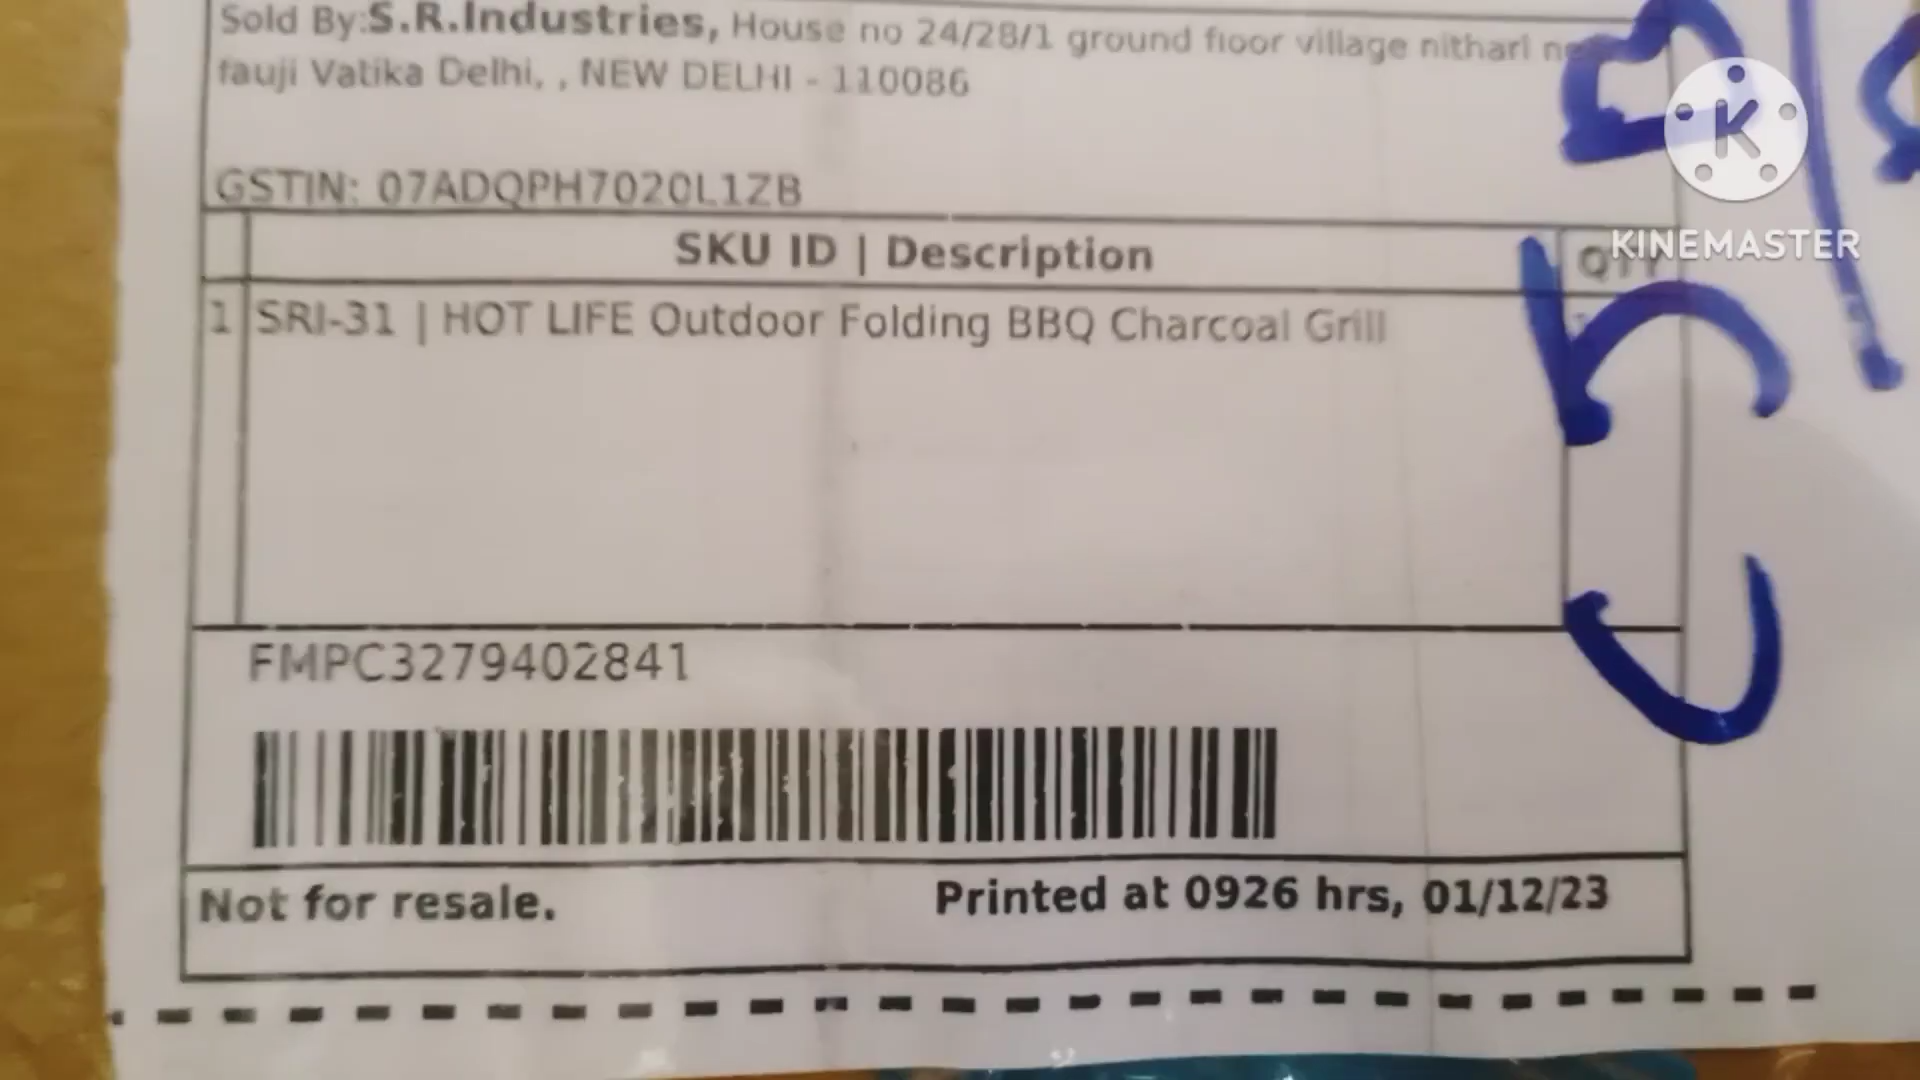 Sold By:S.R.Industries, House no 24/28/1 ground floor village nitharI
fauji Vatika Delhi, , NEW DELHI - 110086
GSTIN: 07ADQPH7020L1ZB
SKU ID | Description
QTY
1 SRI-31 | HOT LIFE Outdoor Folding BBQ Charcoal Grill
FMPC3279402841
Not for resale.
Printed at 0926 hrs, 01/12/23
K
KINEMASTER